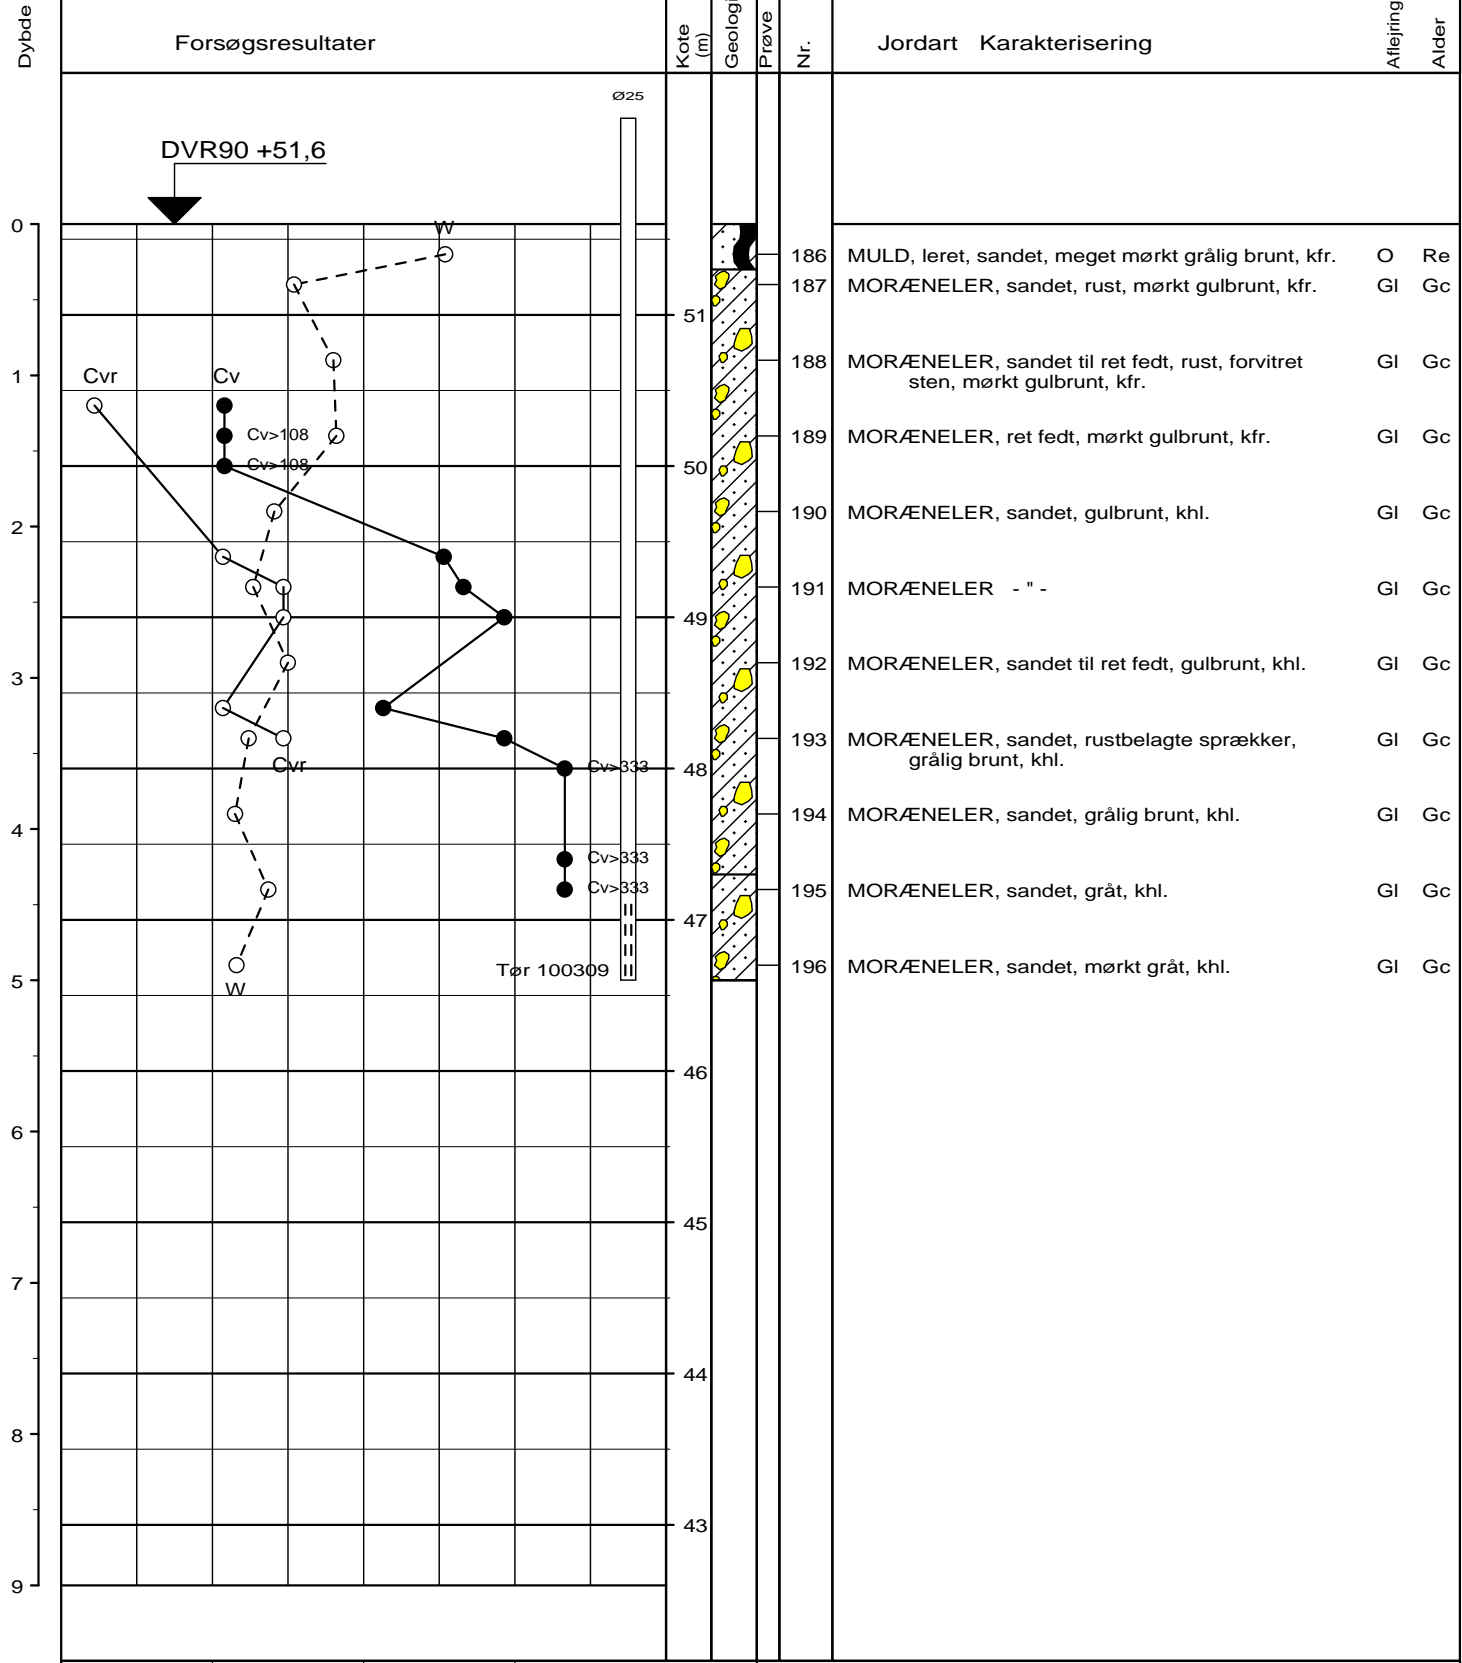 Dybde
Forsøgsresultater
Kote (m)
Geologi
Prøve
Nr.
Jordart Karakterisering
Aflejring
Alder
Ø25
DVR90 +51,6
0
W
186 MULD, leret, sandet, meget mørkt grålig brunt, kfr. O Re
187 MORÆNELER, sandet, rust, mørkt gulbrunt, kfr. Gl Gc
51
188 MORÆNELER, sandet til ret fedt, rust, forvitret Gl Gc
sten, mørkt gulbrunt, kfr.
1
Cvr
Cv
Cv>108
189 MORÆNELER, ret fedt, mørkt gulbrunt, kfr. Gl Gc
Cv>108
50
190 MORÆNELER, sandet, gulbrunt, khl. Gl Gc
2
191 MORÆNELER - " - Gl Gc
49
192 MORÆNELER, sandet til ret fedt, gulbrunt, khl. Gl Gc
3
193 MORÆNELER, sandet, rustbelagte sprækker, Gl Gc
grålig brunt, khl.
Cvr
Cv>333
48
194 MORÆNELER, sandet, grålig brunt, khl. Gl Gc
4
Cv>333
Cv>333
195 MORÆNELER, sandet, gråt, khl. Gl Gc
47
Tør 100309
196 MORÆNELER, sandet, mørkt gråt, khl. Gl Gc
5
W
46
6
45
7
44
8
43
9